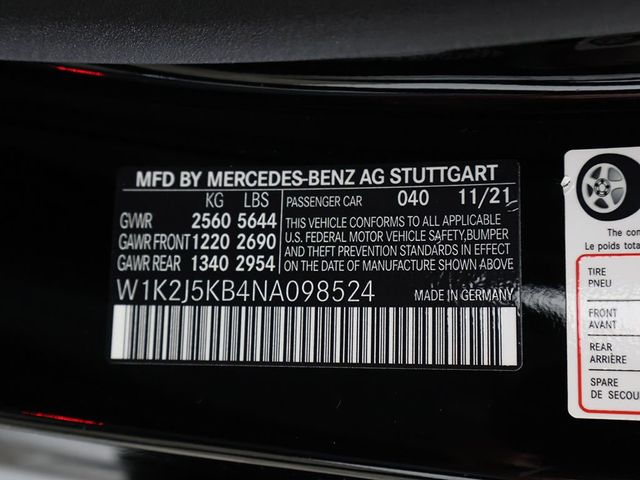 MFD BY MERCEDES-BENZ AG STUTTGART
KG LBS PASSENGER CAR 040 11/21
GVWR 2560 5644
GAWR FRONT 1220 2690
GAWR REAR 1340 2954
THIS VEHICLE CONFORMS TO ALL APPLICABLE
U.S. FEDERAL MOTOR VEHICLE SAFETY,BUMPER
AND THEFT PREVENTION STANDARDS IN EFFECT
ON THE DATE OF MANUFACTURE SHOWN ABOVE
W1K2J5KB4NA098524 MADE IN GERMANY
The com
Le poids tota
TIRE
PNEU
FRONT
AVANT
REAR
ARRIÈRE
SPARE
DE SECOU